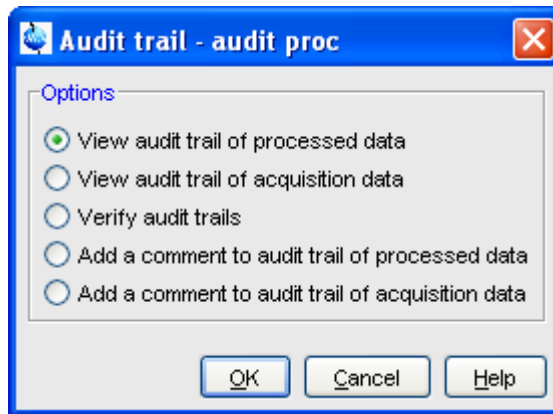 Audit trail - audit proc
Options
View audit trail of processed data
View audit trail of acquisition data
Verify audit trails
Add a comment to audit trail of processed data
Add a comment to audit trail of acquisition data
OK Cancel Help